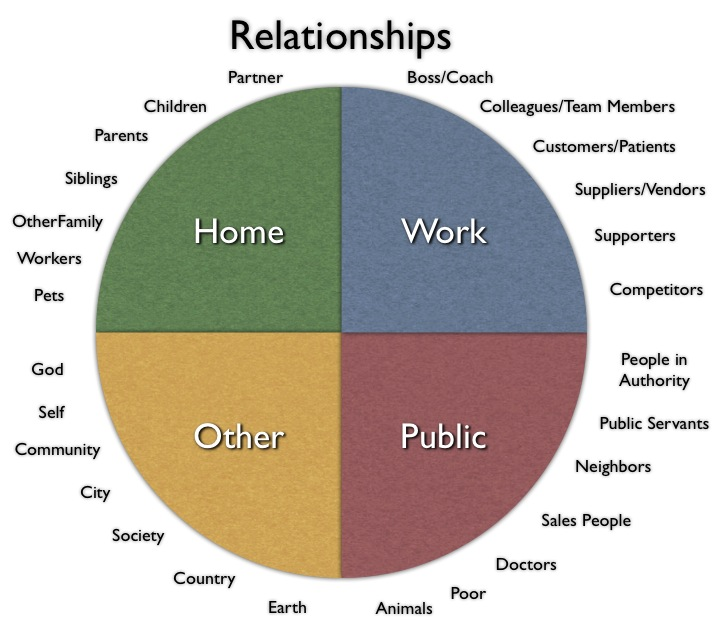 Relationships
Partner
Children
Parents
Siblings
OtherFamily
Workers
Pets
Home
Boss/Coach
Colleagues/Team Members
Customers/Patients
Suppliers/Vendors
Supporters
Competitors
Work
God
Self
Community
City
Society
Country
Earth
Other
People in
Authority
Public Servants
Neighbors
Sales People
Doctors
Poor
Animals
Public